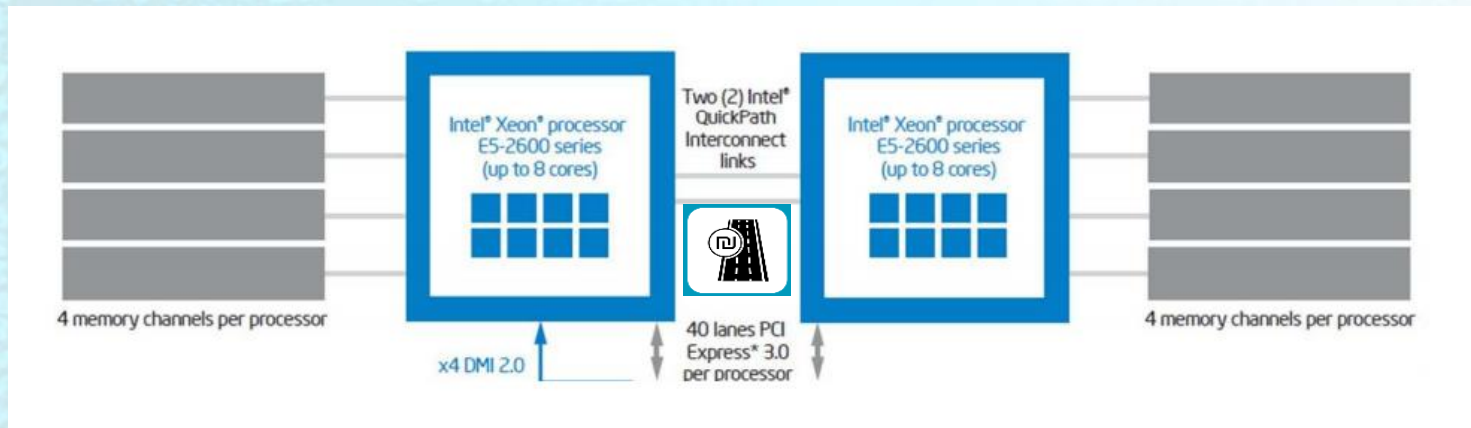 Intel® Xeon® processor
E5-2600 series
(up to 8 cores)
Two (2) Intel®
QuickPath
Interconnect
links
Intel® Xeon® processor
E5-2600 series
(up to 8 cores)
₪
4 memory channels per processor
4 memory channels per processor
x4 DMI 2.0
40 lanes PCI
Express* 3.0
per processor